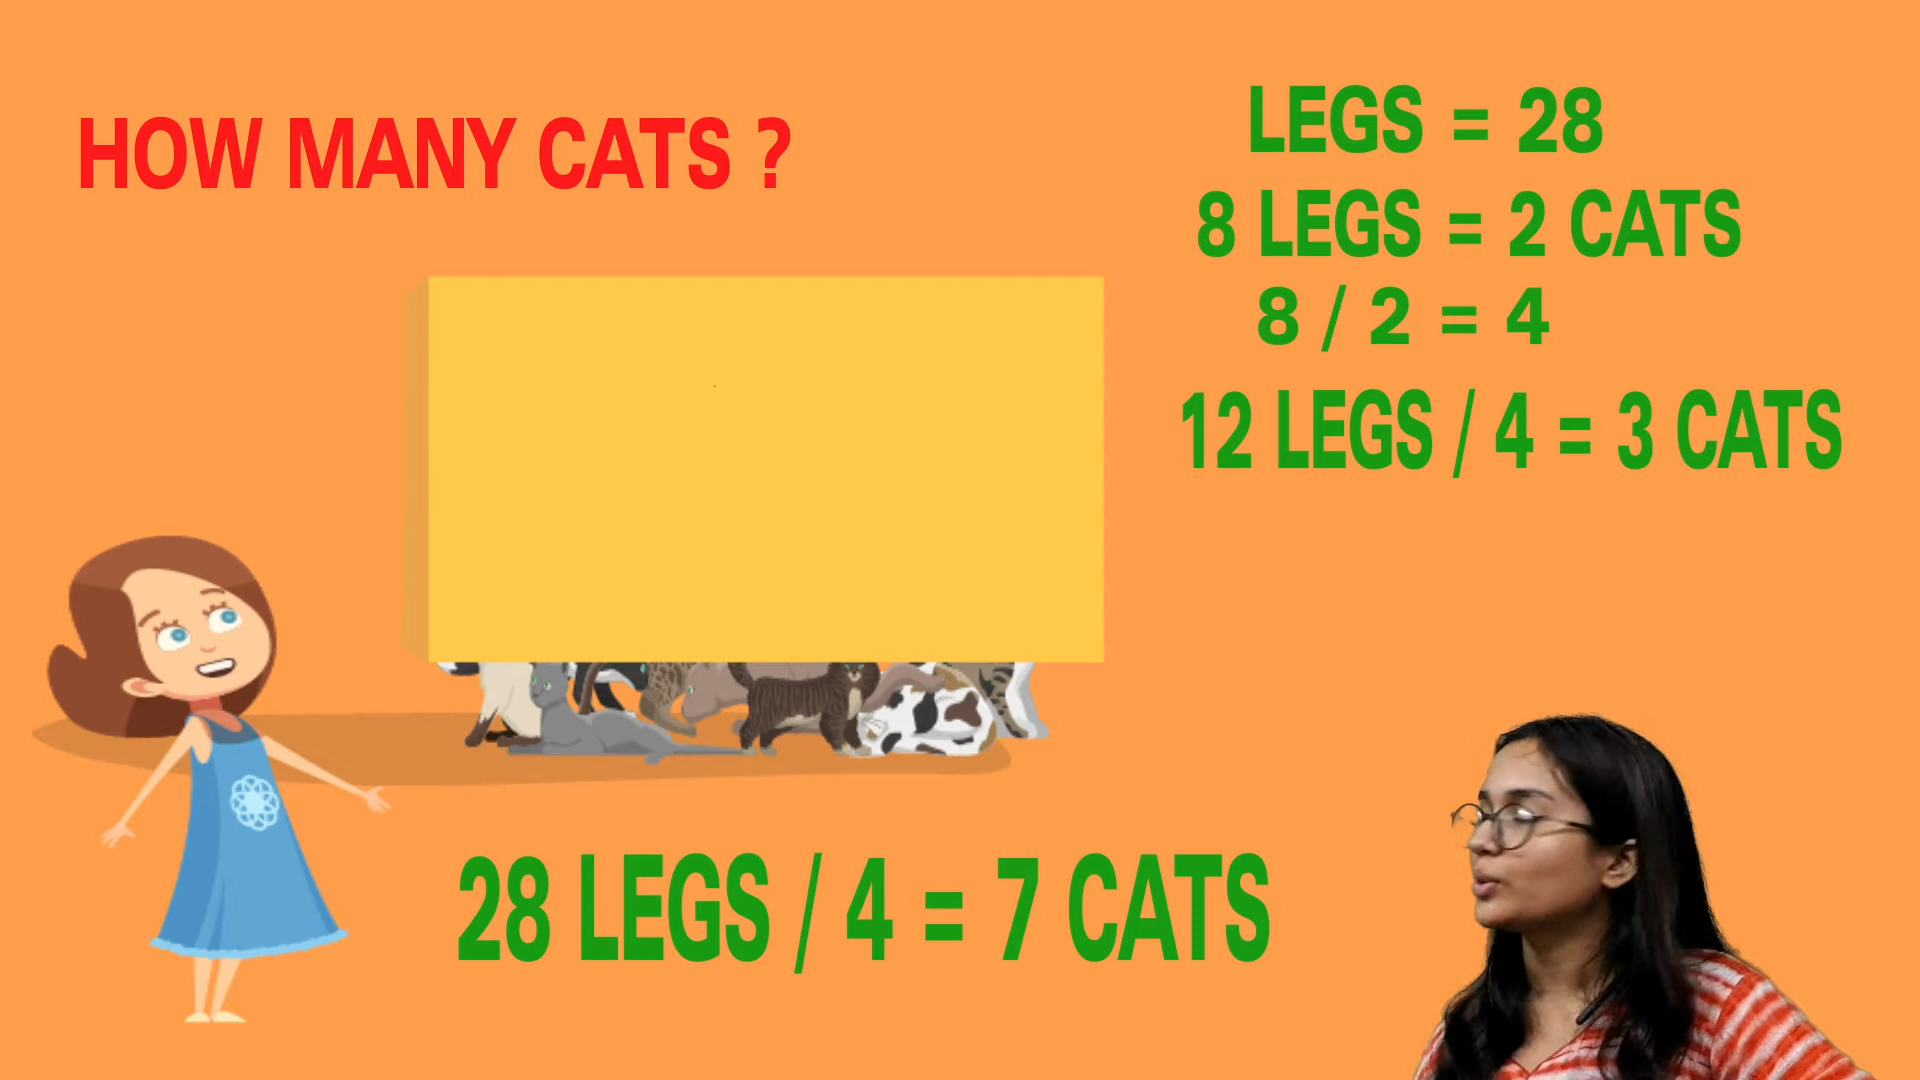 HOW MANY CATS ?
LEGS = 28
8 LEGS = 2 CATS
8 / 2 = 4
12 LEGS / 4 = 3 CATS
28 LEGS / 4 = 7 CATS